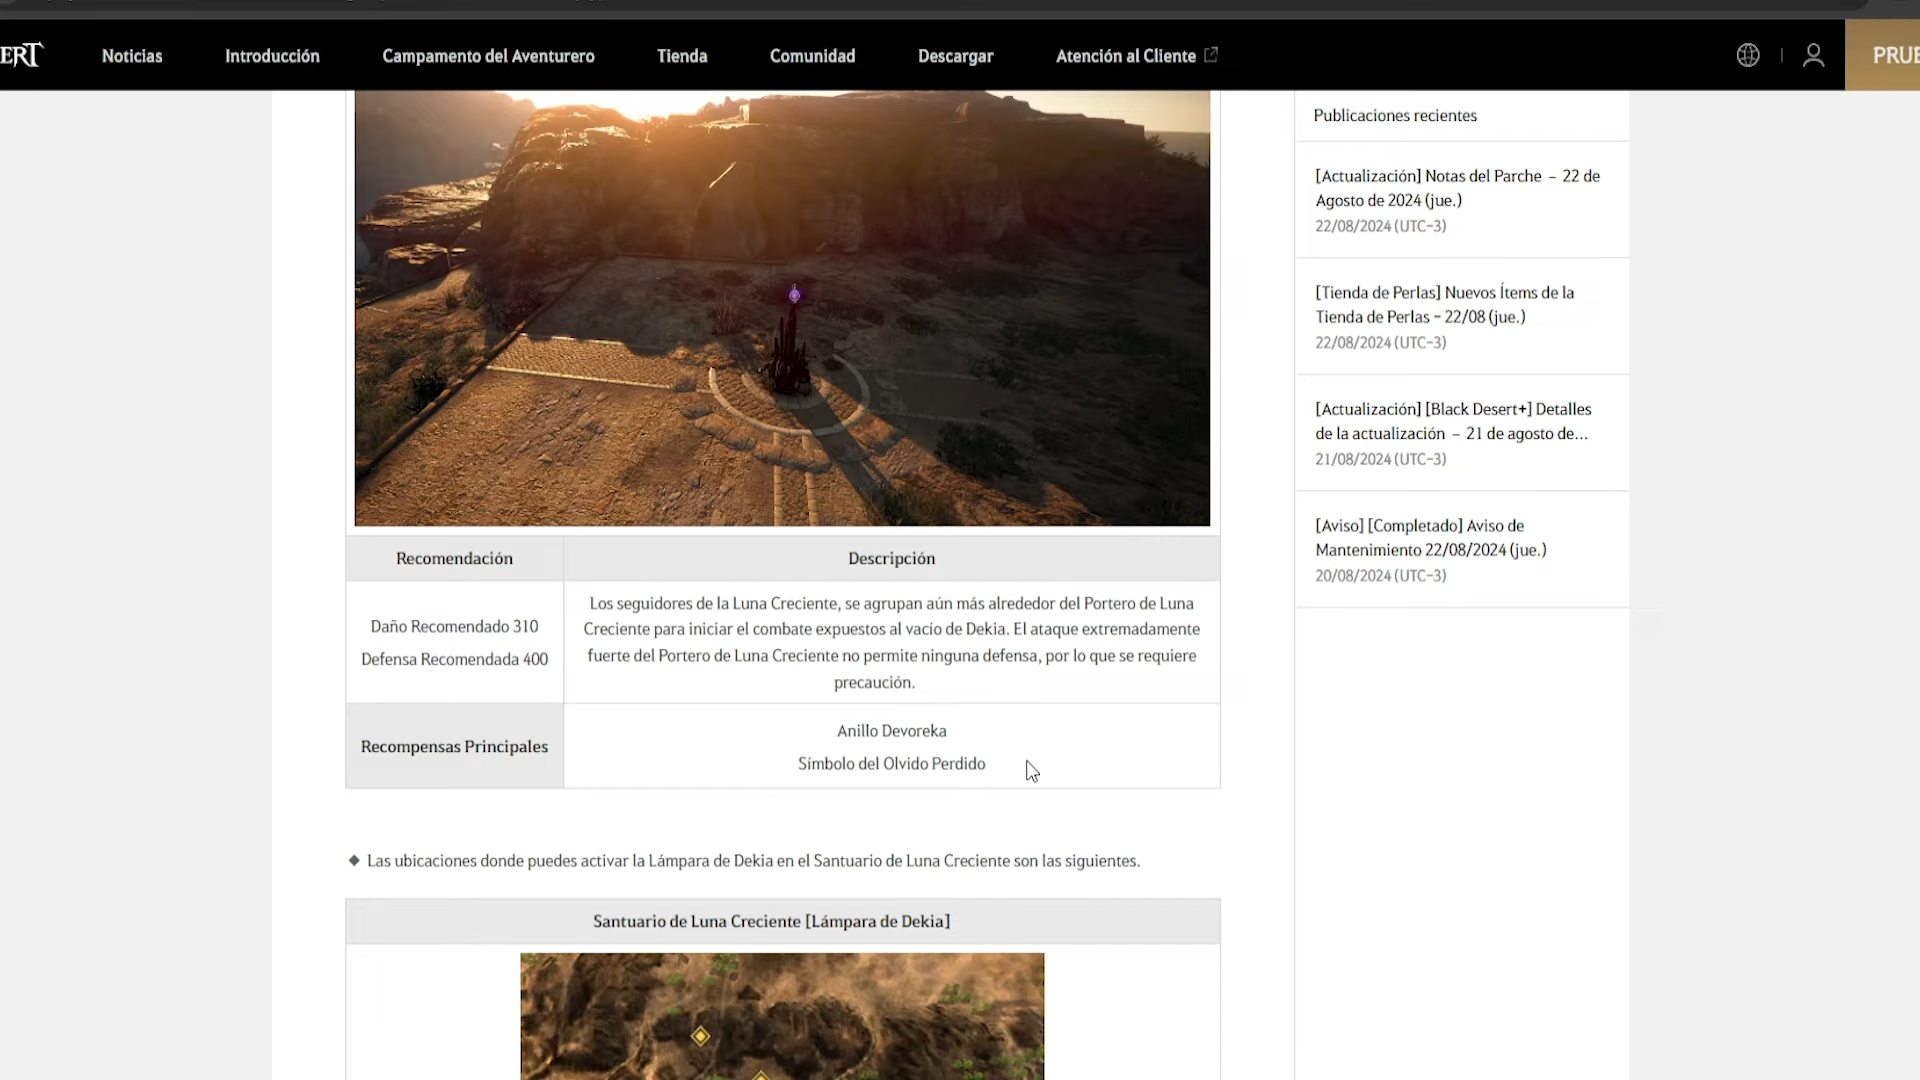 ERT
Noticias
Introducción
Campamento del Aventurero
Tienda
Comunidad
Descargar
Atención al Cliente
PRUE
Recomendación
Descripción
Daño Recomendado 310
Defensa Recomendada 400
Los seguidores de la Luna Creciente, se agrupan aún más alrededor del Portero de Luna
Creciente para iniciar el combate expuestos al vacío de Dekia. El ataque extremadamente
fuerte del Portero de Luna Creciente no permite ninguna defensa, por lo que se requiere
precaución.
Recompensas Principales
Anillo Devoreka
Símbolo del Olvido Perdido
◆ Las ubicaciones donde puedes activar la Lámpara de Dekia en el Santuario de Luna Creciente son las siguientes.
Santuario de Luna Creciente [Lámpara de Dekia]
Publicaciones recientes
[Actualización] Notas del Parche – 22 de
Agosto de 2024 (jue.)
22/08/2024 (UTC-3)
[Tienda de Perlas] Nuevos Ítems de la
Tienda de Perlas - 22/08 (jue.)
22/08/2024 (UTC-3)
[Actualización] [Black Desert+] Detalles
de la actualización – 21 de agosto de...
21/08/2024 (UTC-3)
[Aviso] [Completado] Aviso de
Mantenimiento 22/08/2024 (jue.)
20/08/2024 (UTC-3)